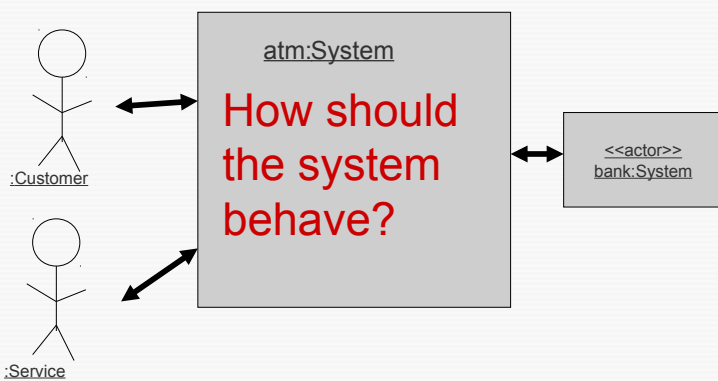 atm:System
How should
the system
behave?
:Customer
<<actor>>
bank:System
:Service